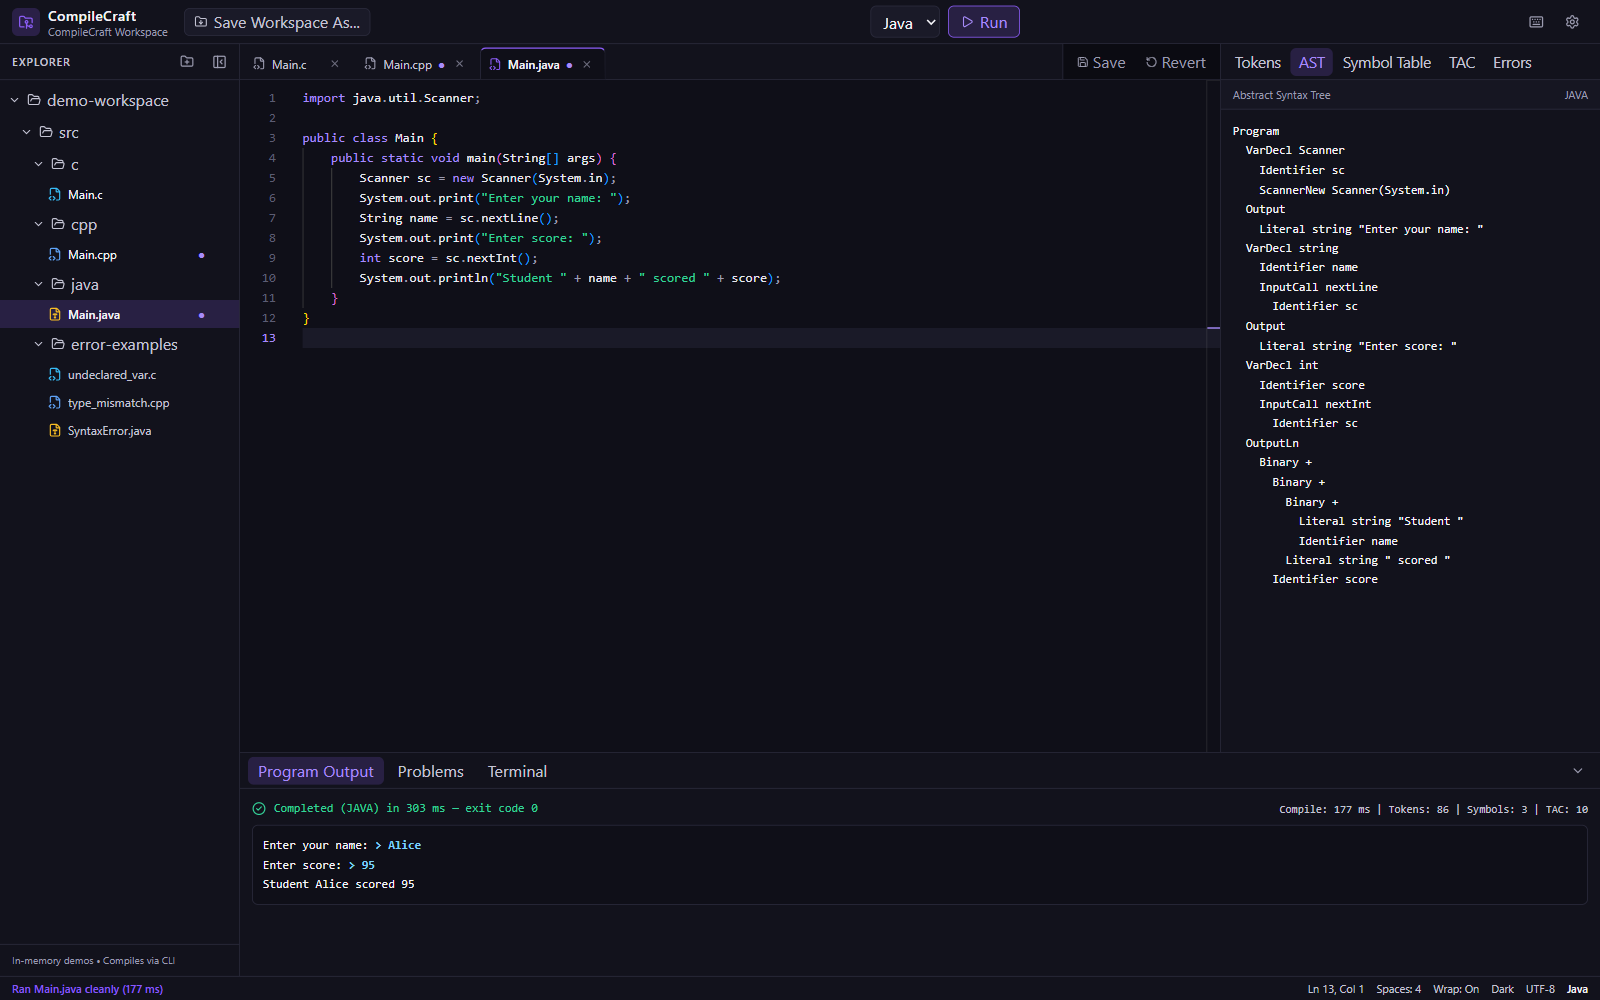 CompileCraft
CompileCraft Workspace
Save Workspace As...
Java
Run
EXPLORER
Main.c
Main.cpp
Main.java
Save
Revert
Tokens
AST
Symbol Table
TAC
Errors
demo-workspace
src
c
Main.c
cpp
Main.cpp
java
Main.java
error-examples
undeclared_var.c
type_mismatch.cpp
SyntaxError.java
In-memory demos • Compiles via CLI
1 import java.util.Scanner;
2
3 public class Main {
4     public static void main(String[] args) {
5         Scanner sc = new Scanner(System.in);
6         System.out.print("Enter your name: ");
7         String name = sc.nextLine();
8         System.out.print("Enter score: ");
9         int score = sc.nextInt();
10         System.out.println("Student " + name + " scored " + score);
11     }
12 }
13
Abstract Syntax Tree
JAVA
Program
  VarDecl Scanner
    Identifier sc
    ScannerNew Scanner(System.in)
  Output
    Literal string "Enter your name: "
  VarDecl string
    Identifier name
    InputCall nextLine
      Identifier sc
  Output
    Literal string "Enter score: "
  VarDecl int
    Identifier score
    InputCall nextInt
      Identifier sc
  OutputLn
    Binary +
      Binary +
        Binary +
          Literal string "Student "
          Identifier name
        Literal string " scored "
      Identifier score
Program Output
Problems
Terminal
Completed (JAVA) in 303 ms — exit code 0
Compile: 177 ms | Tokens: 86 | Symbols: 3 | TAC: 10
Enter your name: > Alice
Enter score: > 95
Student Alice scored 95
Ran Main.java cleanly (177 ms)
Ln 13, Col 1
Spaces: 4
Wrap: On
Dark
UTF-8
Java